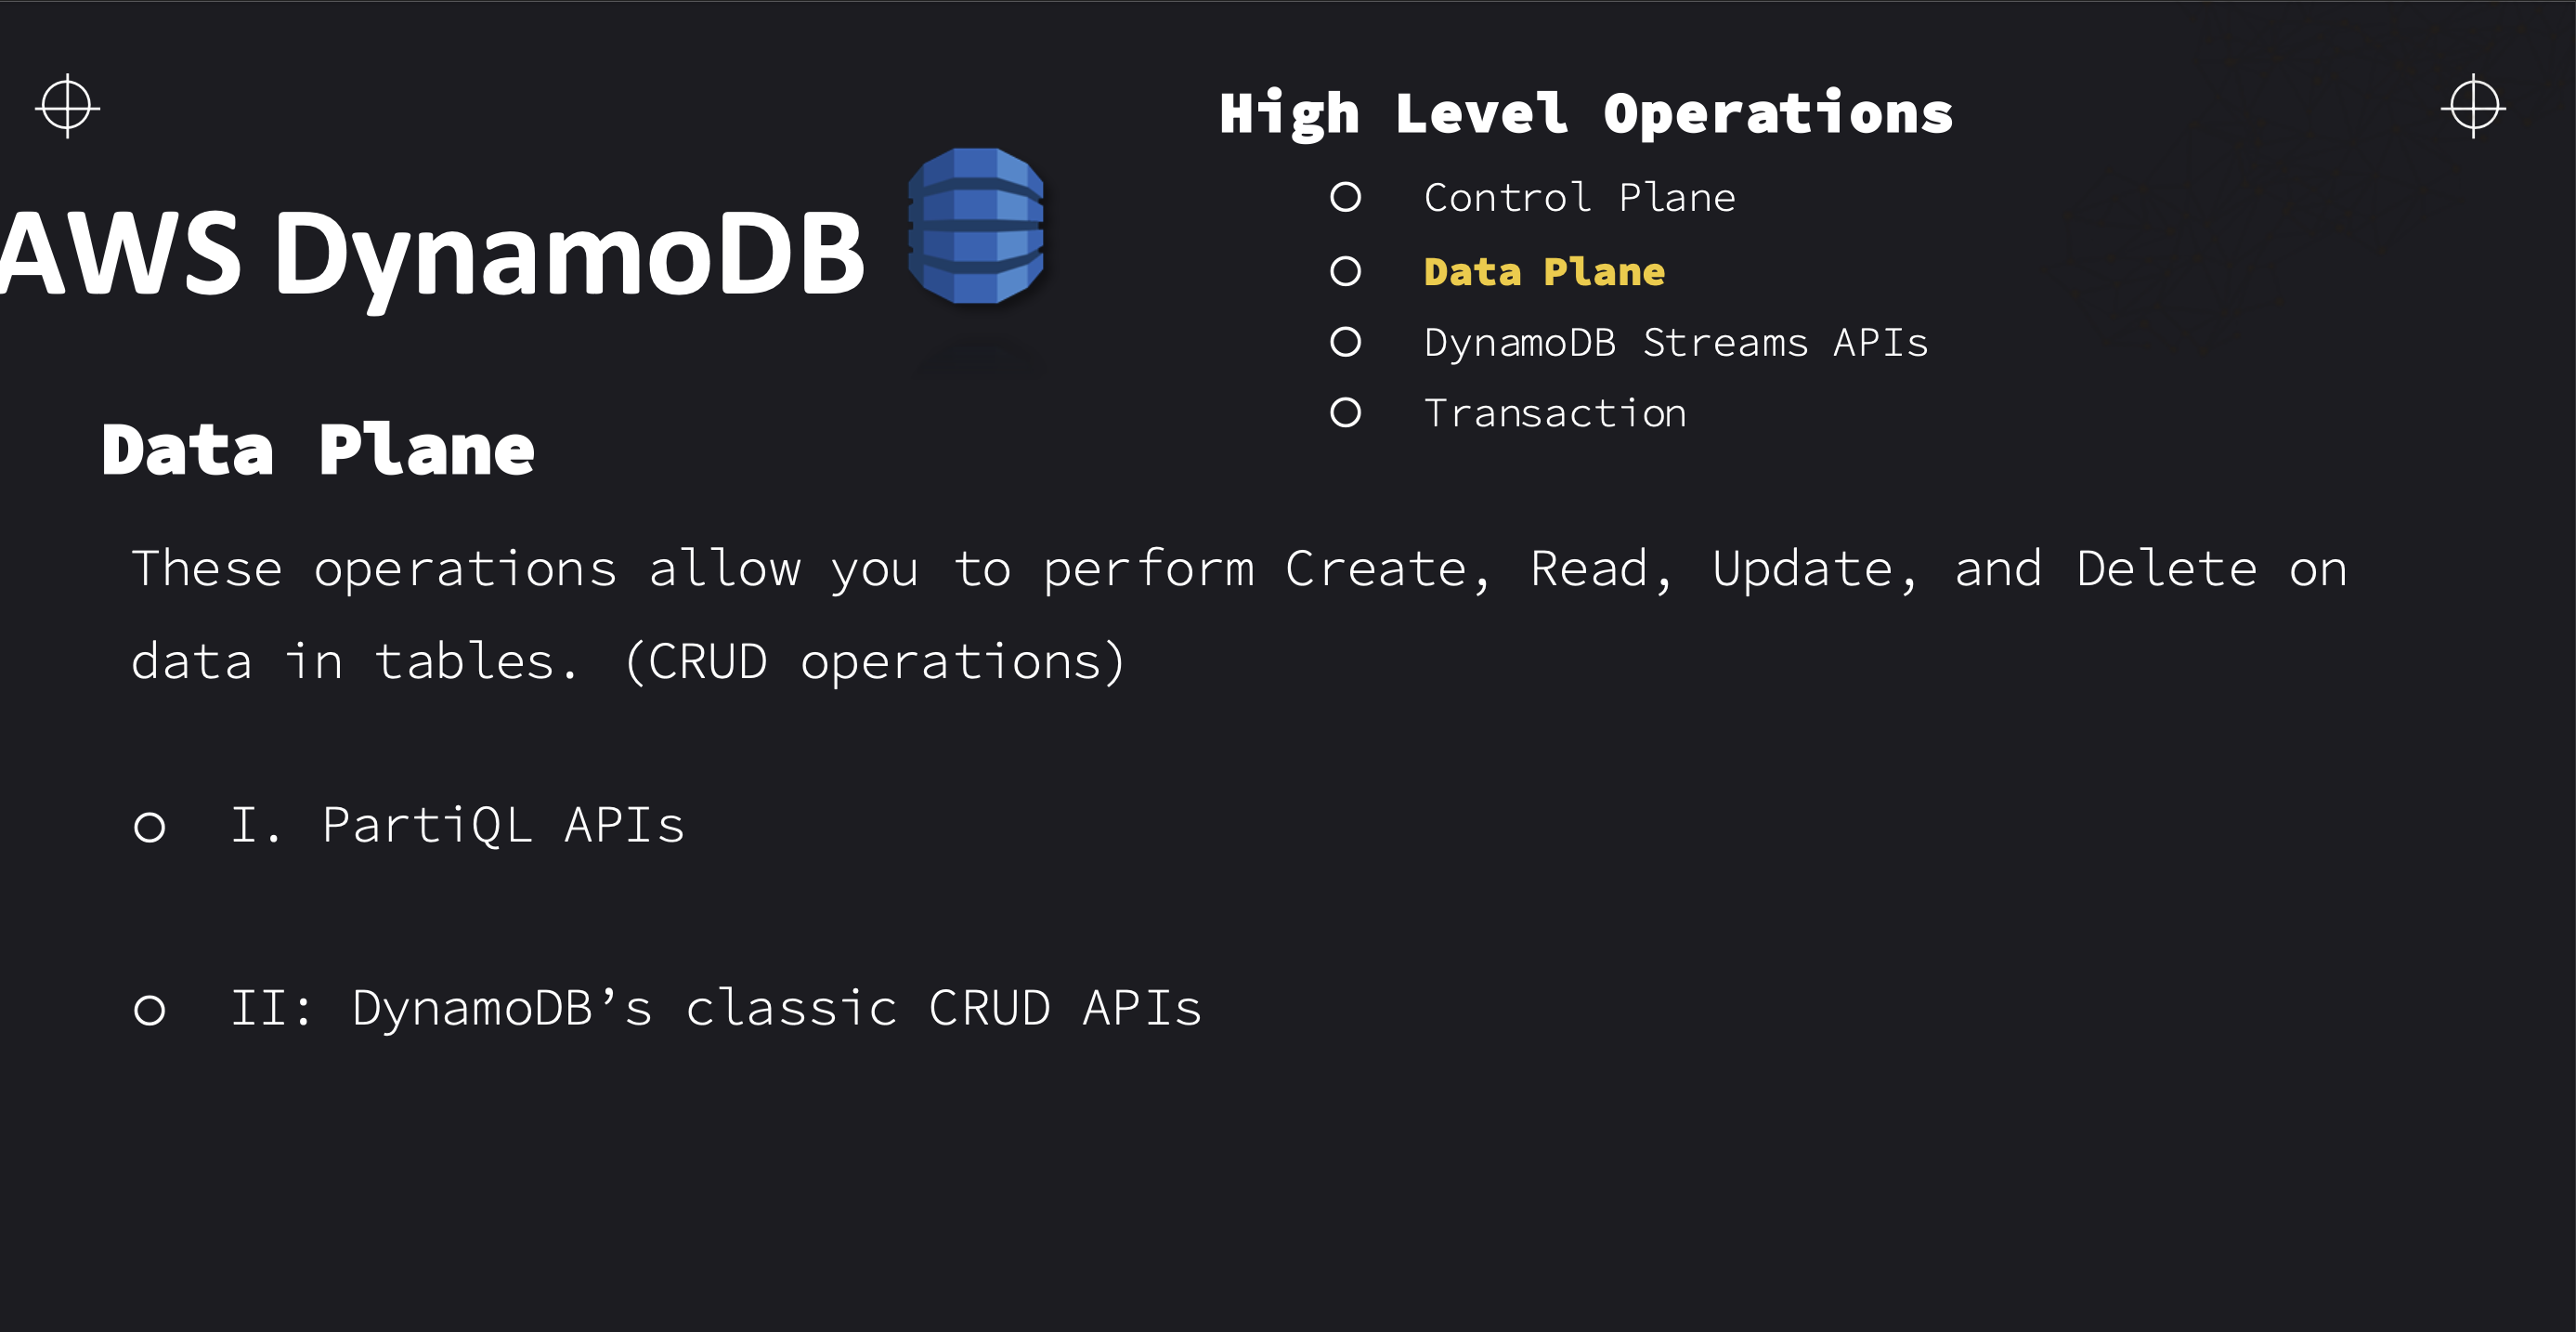 AWS DynamoDB
High Level Operations
Control Plane
Data Plane
DynamoDB Streams APIs
Transaction
Data Plane
These operations allow you to perform Create, Read, Update, and Delete on
data in tables. (CRUD operations)
I. PartiQL APIs
II: DynamoDB’s classic CRUD APIs